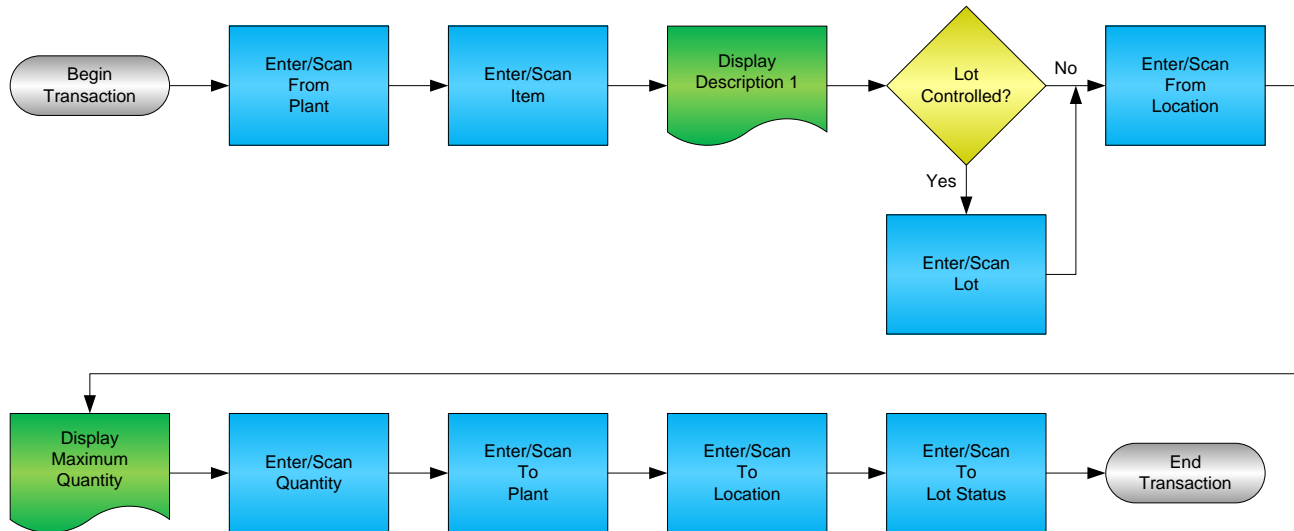 Begin
Transaction
Enter/Scan
From
Plant
Enter/Scan
Item
Display
Description 1
Lot
Controlled?
No
Yes
Enter/Scan
Lot
Enter/Scan
From
Location
Display
Maximum
Quantity
Enter/Scan
Quantity
Enter/Scan
To
Plant
Enter/Scan
To
Location
Enter/Scan
To
Lot Status
End
Transaction